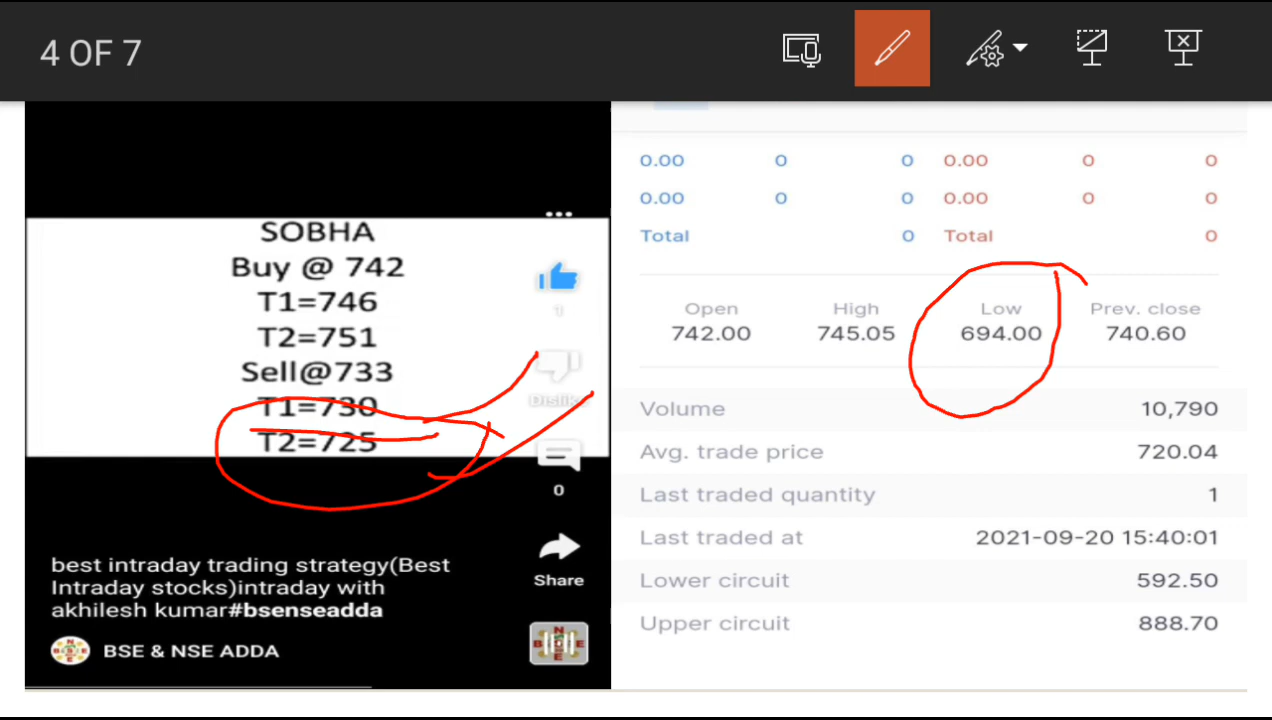 4 OF 7
SOBHA
Buy @ 742
T1=746
T2=751
Sell@733
T1=730
T2=725
1
Dislike
0
Share
best intraday trading strategy(Best
Intraday stocks)intraday with
akhilesh kumar#bsenseadda
BSE & NSE ADDA
0.00 0 0 0.00 0 0
0.00 0 0 0.00 0 0
Total 0 Total 0
Open High Low Prev. close
742.00 745.05 694.00 740.60
Volume 10,790
Avg. trade price 720.04
Last traded quantity 1
Last traded at 2021-09-20 15:40:01
Lower circuit 592.50
Upper circuit 888.70